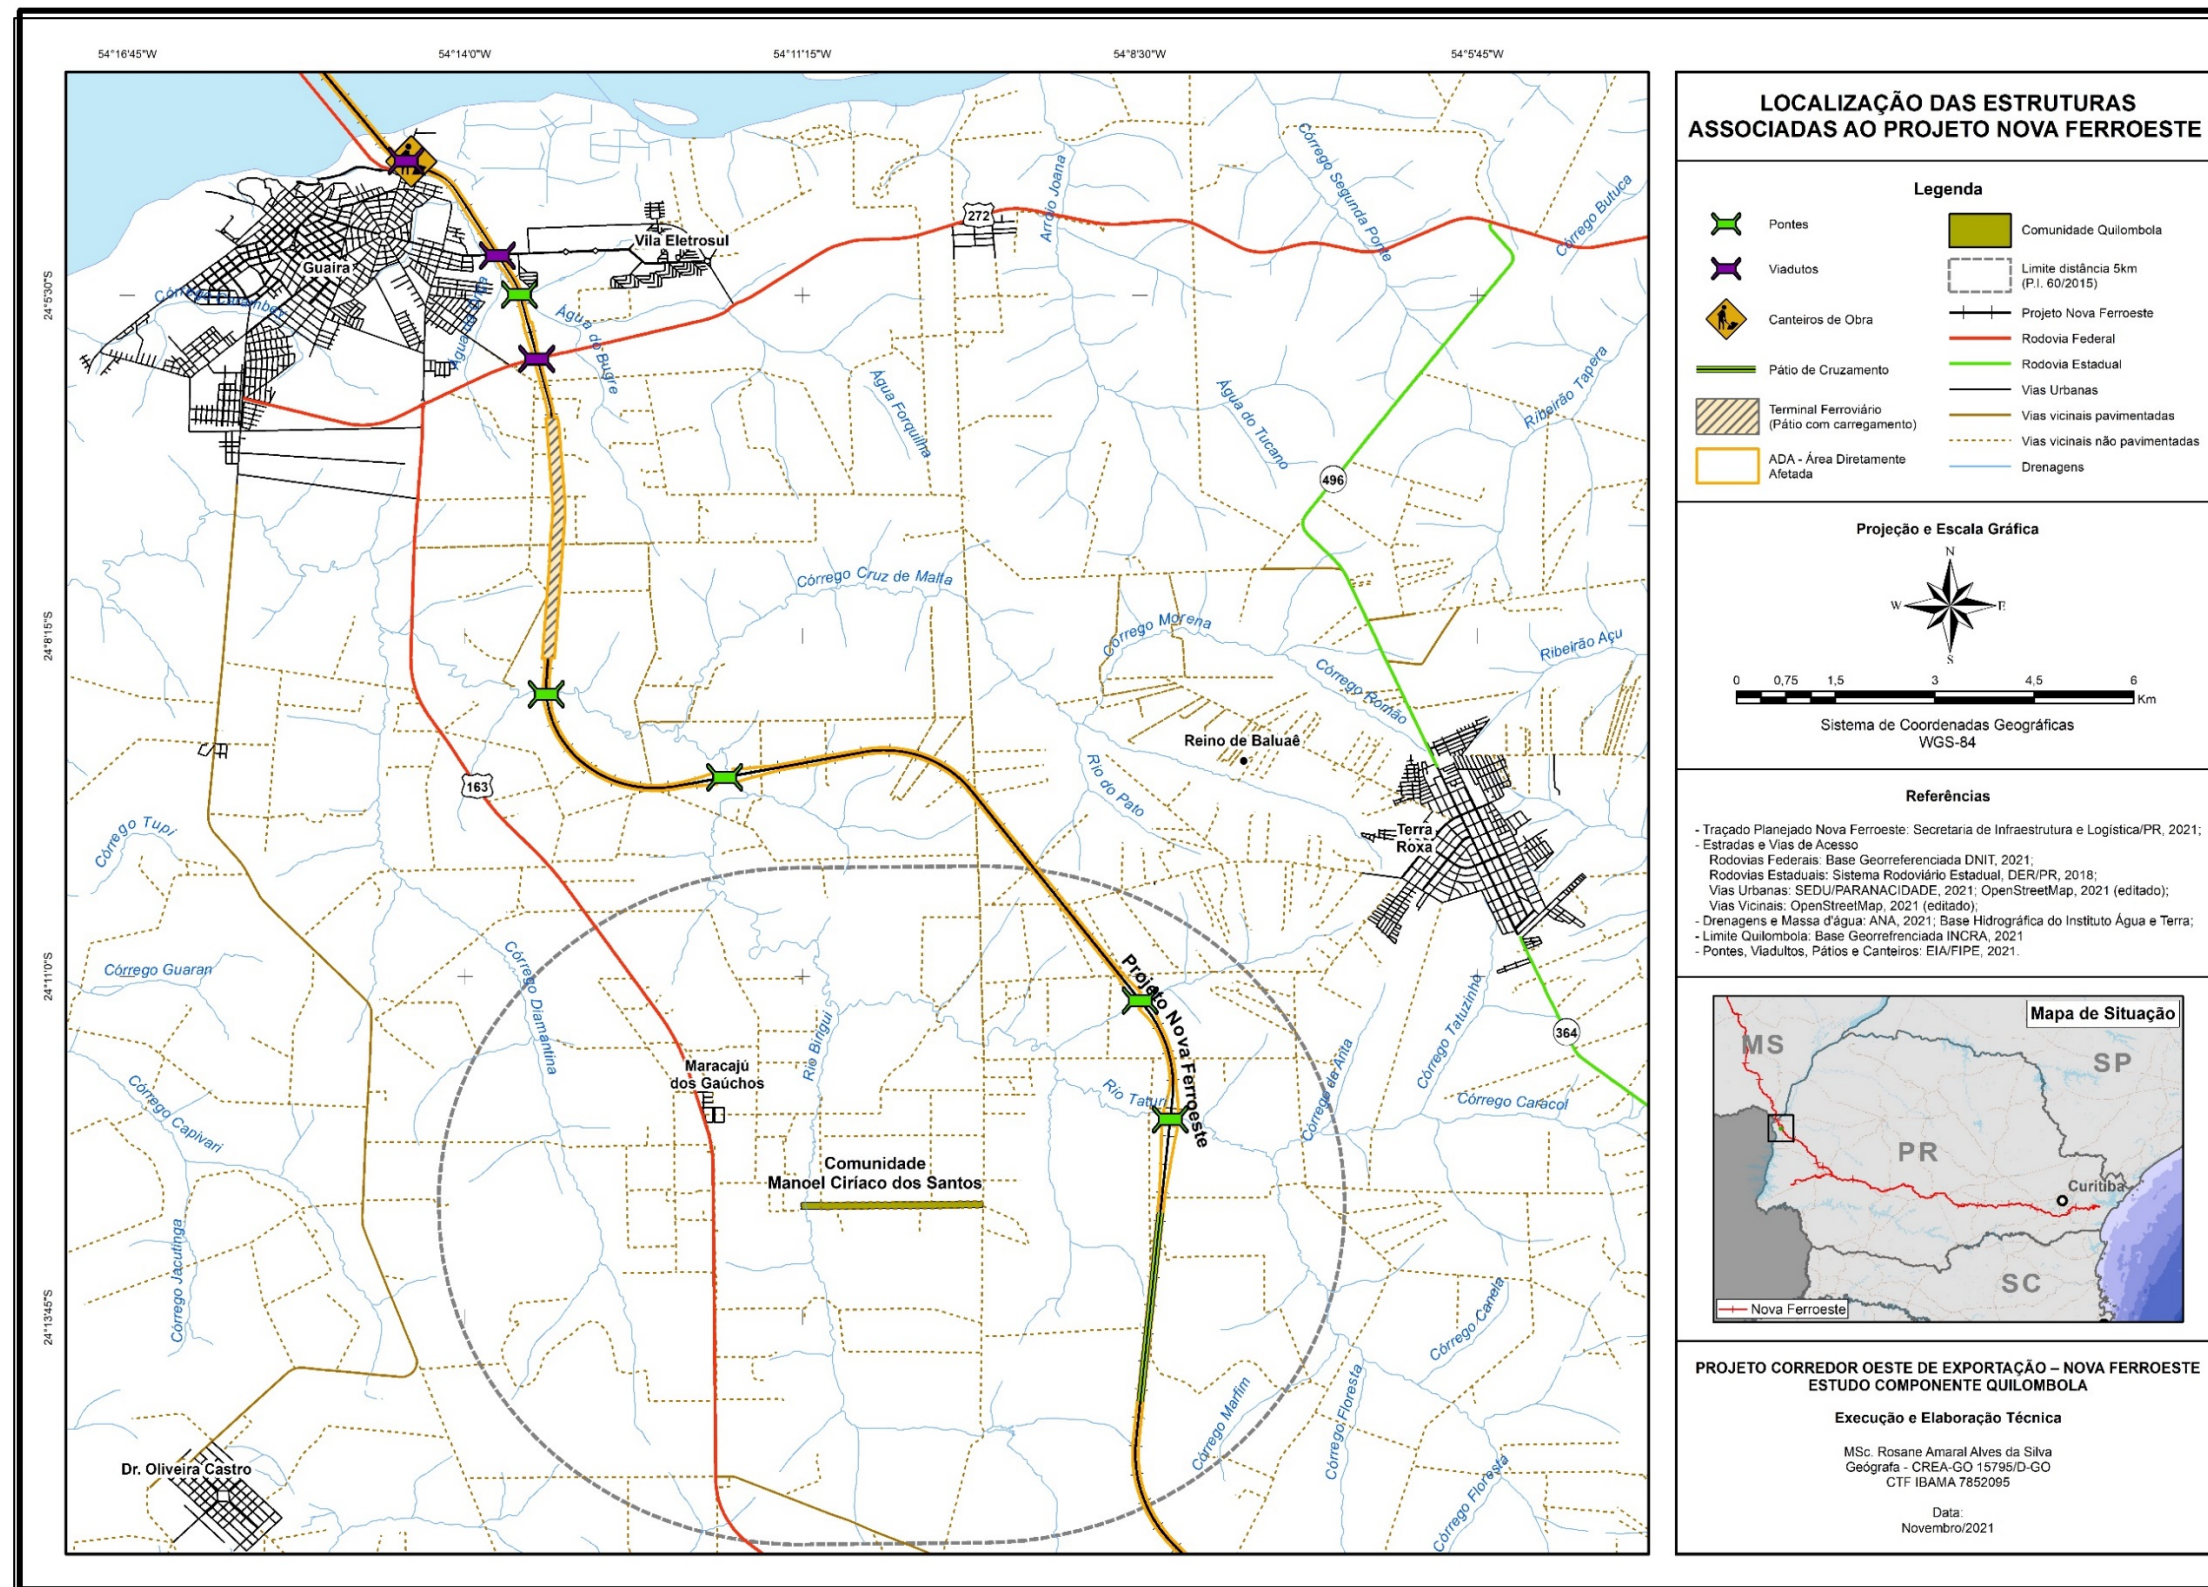 54°16'45"W
54°14'0"W
54°11'15"W
54°8'30"W
54°5'45"W
24°5'30"S
24°8'15"S
24°11'0"S
24°13'45"S
Guaíra
Vila Eletrosul
272
Arroio Joana
Córrego Segunda Ponte
Córrego Butuca
Água do Bugre
Água Forquilha
Água do Tucano
Ribeirão Tapera
496
Córrego Cruz de Malta
Córrego Morena
Ribeirão Açu
Córrego Romão
Reino de Baluaê
Rio do Pato
163
Córrego Tupí
Terra
Roxa
Córrego Guaran
Córrego Diamantina
Projeto Nova Ferroeste
Rio Birigui
Córrego Tatuzinho
364
Maracajú
dos Gaúchos
Córrego da Anta
Córrego Capivari
Córrego Caracol
Comunidade
Manoel Ciríaco dos Santos
Córrego Jacutinga
Córrego Canela
Córrego Marfim
Córrego Floresta
Córrego Floresta
Dr. Oliveira Castro
LOCALIZAÇÃO DAS ESTRUTURAS
ASSOCIADAS AO PROJETO NOVA FERROESTE
Legenda
Pontes
Viadutos
Canteiros de Obra
Pátio de Cruzamento
Terminal Ferroviário
(Pátio com carregamento)
ADA - Área Diretamente
Afetada
Comunidade Quilombola
Limite distância 5km
(P.I. 60/2015)
Projeto Nova Ferroeste
Rodovia Federal
Rodovia Estadual
Vias Urbanas
Vias vicinais pavimentadas
Vias vicinais não pavimentadas
Drenagens
Projeção e Escala Gráfica
N
W E
S
0 0,75 1,5 3 4,5 6
Km
Sistema de Coordenadas Geográficas
WGS-84
Referências
- Traçado Planejado Nova Ferroeste: Secretaria de Infraestrutura e Logística/PR, 2021;
- Estradas e Vias de Acesso
Rodovias Federais: Base Georreferenciada DNIT, 2021;
Rodovias Estaduais: Sistema Rodoviário Estadual, DER/PR, 2018;
Vias Urbanas: SEDU/PARANACIDADE, 2021; OpenStreetMap, 2021 (editado);
Vias Vicinais: OpenStreetMap, 2021 (editado);
- Drenagens e Massa d'água: ANA, 2021; Base Hidrográfica do Instituto Água e Terra;
- Limite Quilombola: Base Georrefrenciada INCRA, 2021
- Pontes, Viadultos, Pátios e Canteiros: EIA/FIPE, 2021.
Mapa de Situação
MS
SP
PR
Curitiba
SC
Nova Ferroeste
PROJETO CORREDOR OESTE DE EXPORTAÇÃO – NOVA FERROESTE
ESTUDO COMPONENTE QUILOMBOLA
Execução e Elaboração Técnica
MSc. Rosane Amaral Alves da Silva
Geógrafa - CREA-GO 15795/D-GO
CTF IBAMA 7852095
Data:
Novembro/2021